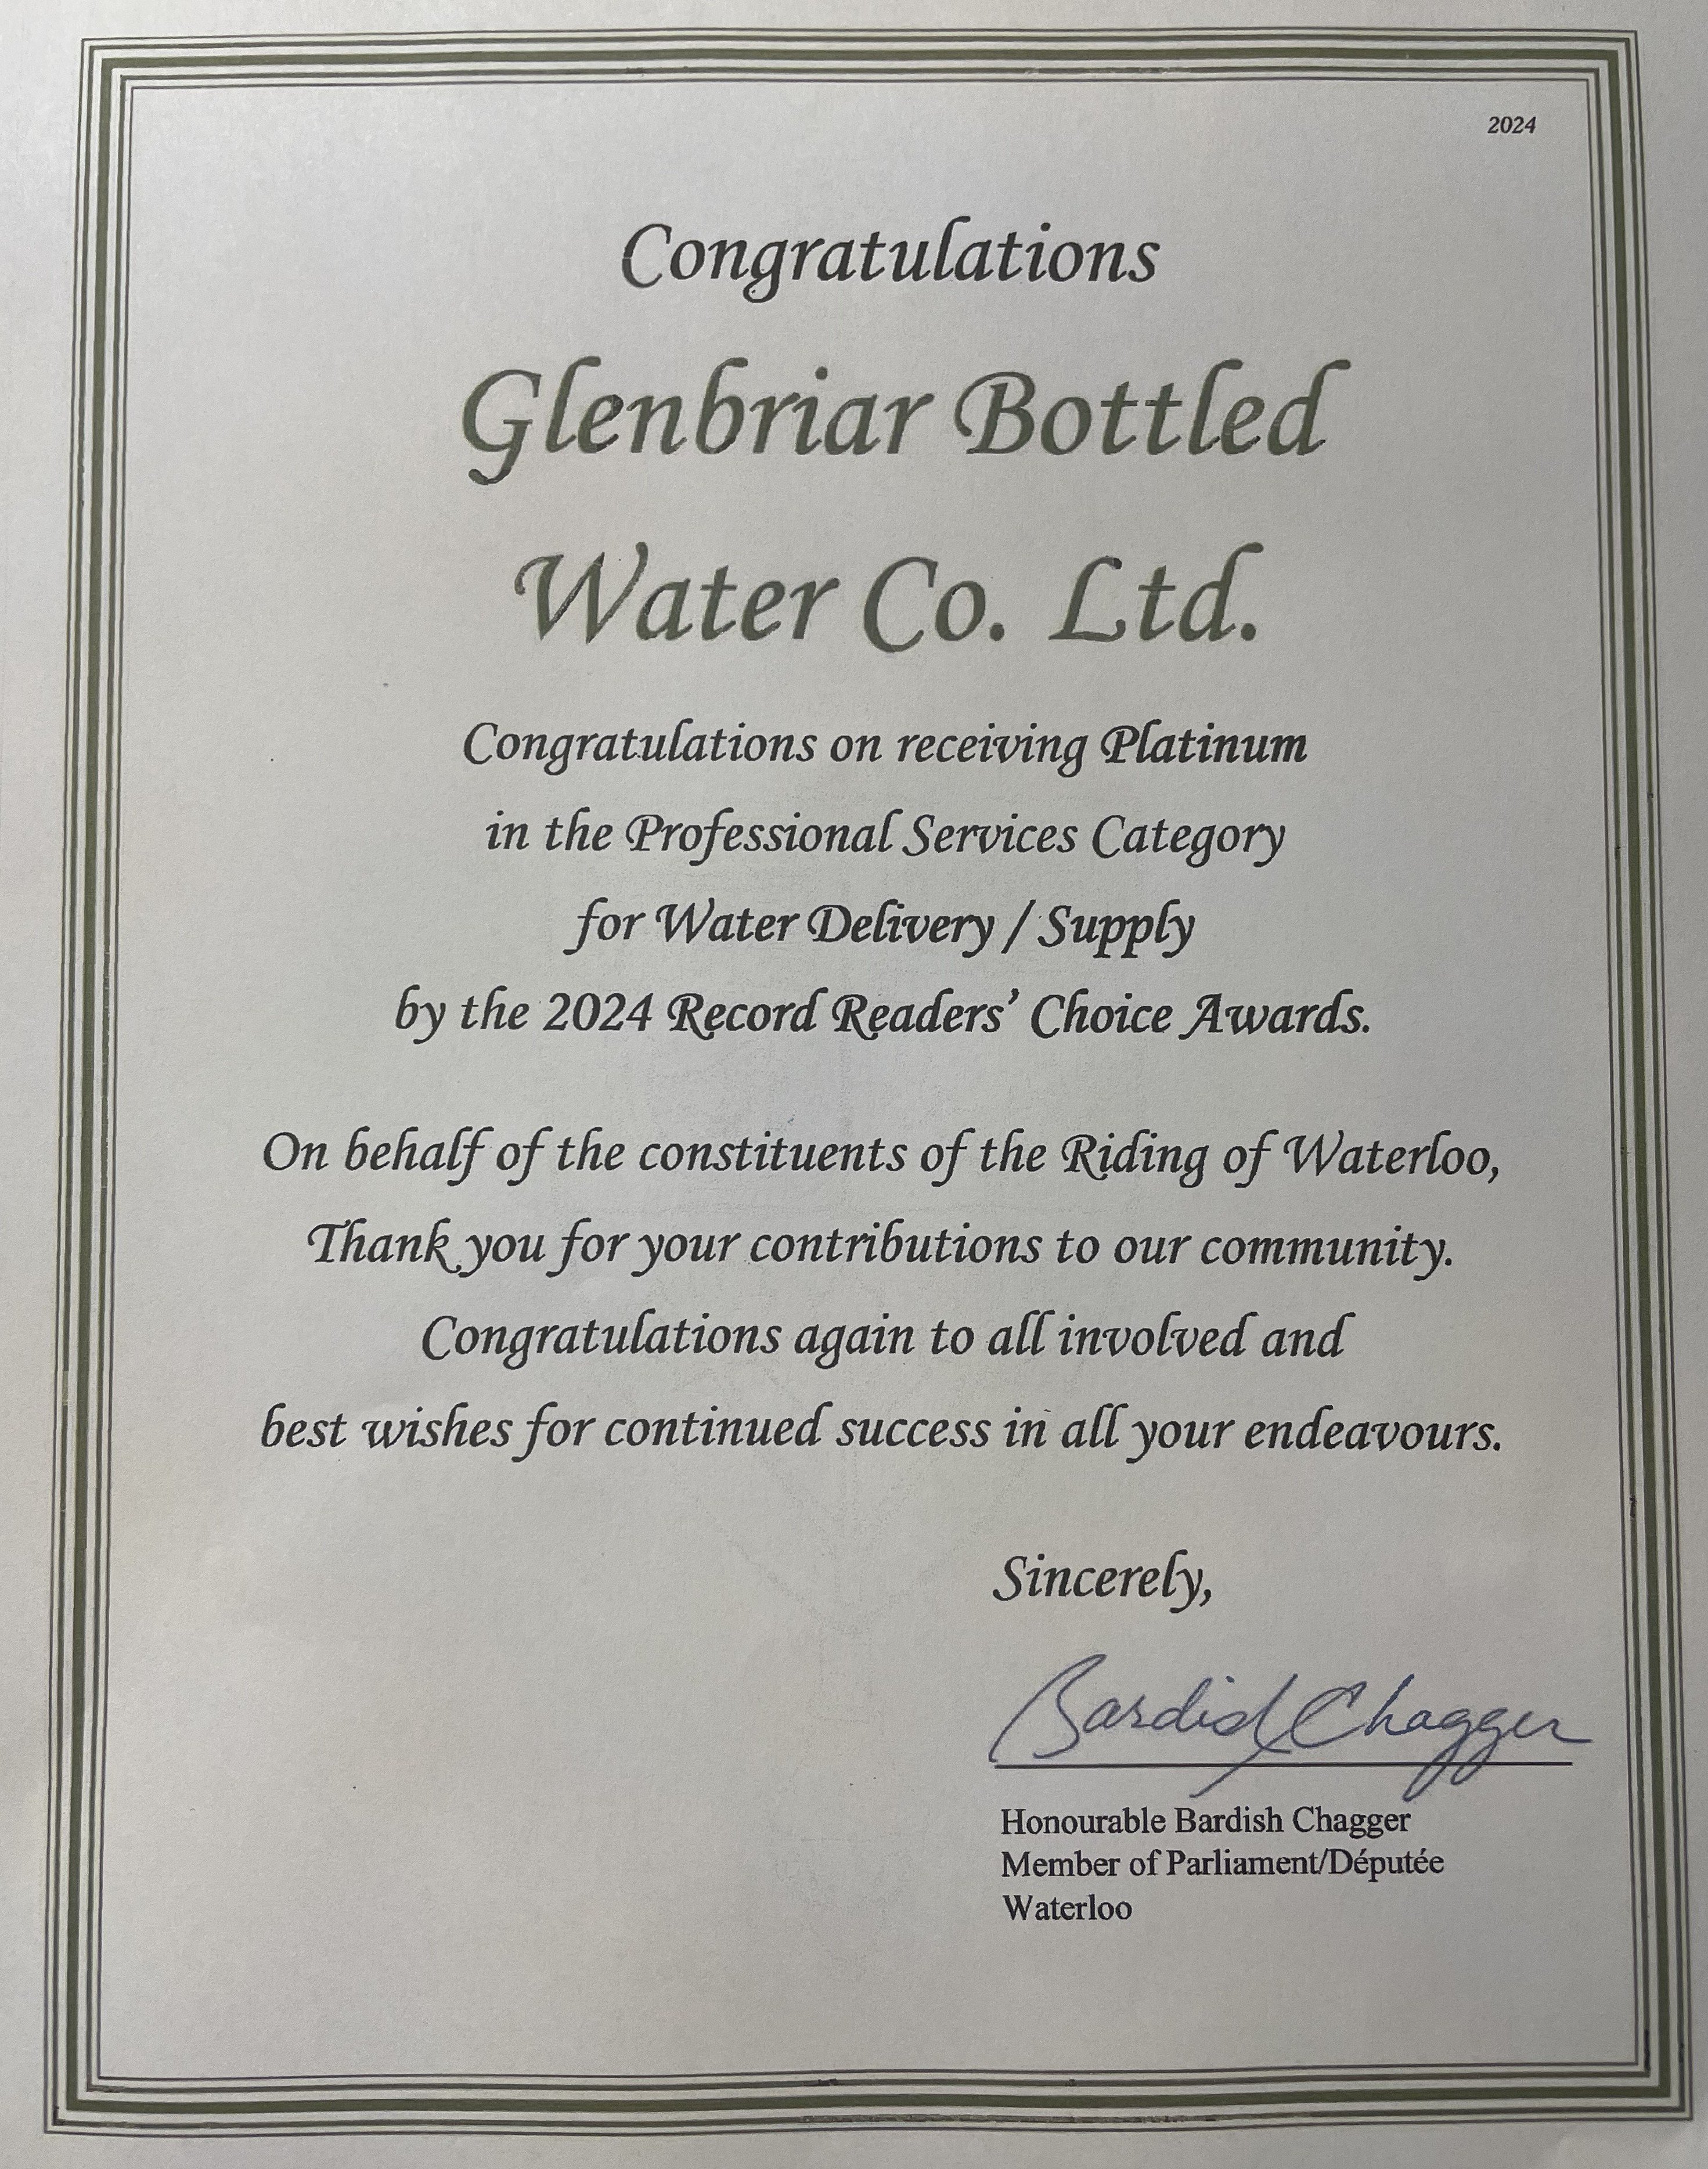 2024
Congratulations
Glenbriar Bottled
Water Co. Ltd.
Congratulations on receiving Platinum
in the Professional Services Category
for Water Delivery / Supply
by the 2024 Record Readers’ Choice Awards.
On behalf of the constituents of the Riding of Waterloo,
Thank you for your contributions to our community.
Congratulations again to all involved and
best wishes for continued success in all your endeavours.
Sincerely,
Bardish Chagger
Honourable Bardish Chagger
Member of Parliament/Députée
Waterloo